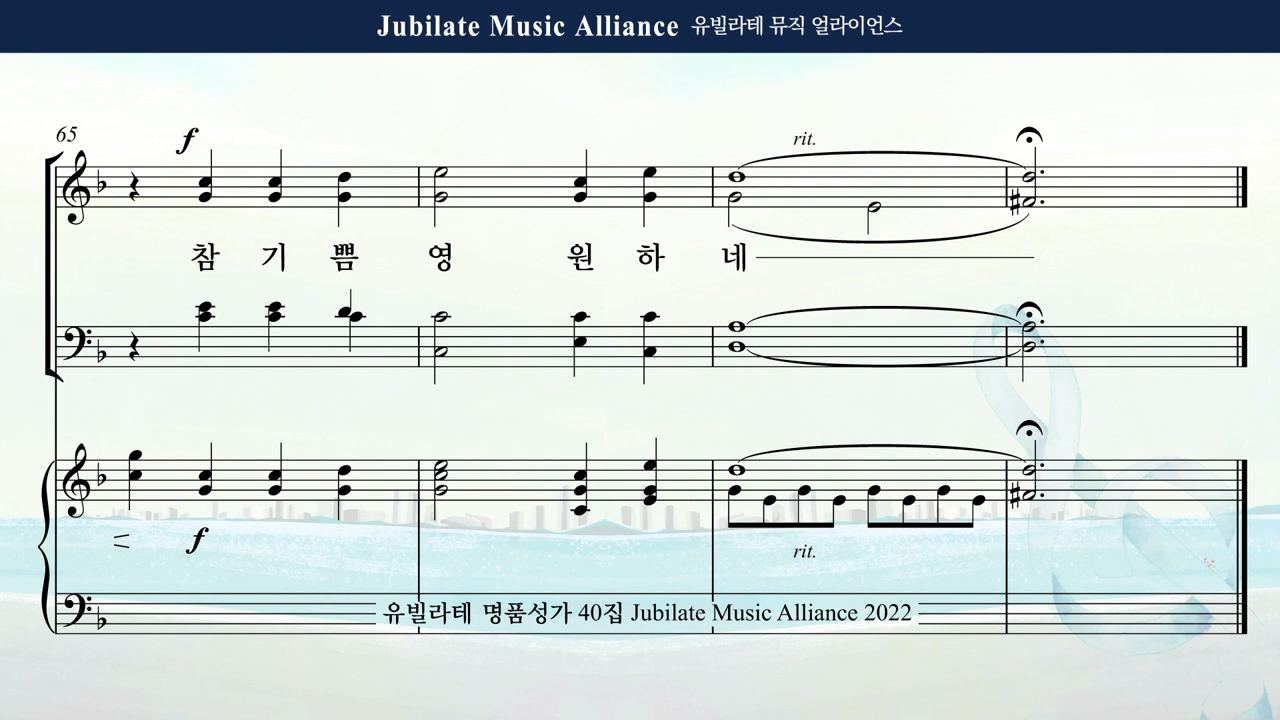 Jubilate Music Alliance 유빌라테 뮤직 얼라이언스
65
f
rit.
참 기 쁨 영 원 하 네
f
rit.
유빌라테 명품성가 40집 Jubilate Music Alliance 2022